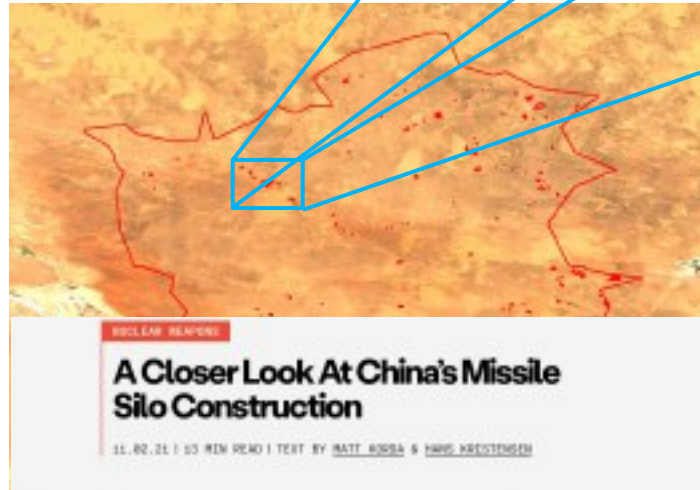 NUCLEAR WEAPONS
A Closer Look At China's Missile
Silo Construction
11.02.21 | 13 MIN READ | TEXT BY MATT KORDA & HANS KRISTENSEN